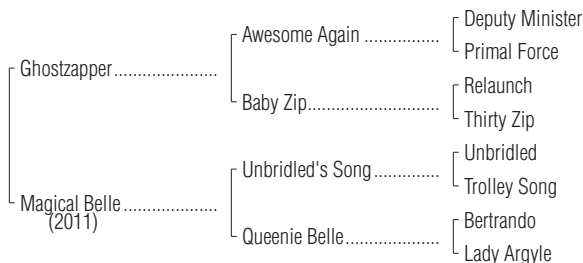 Deputy Minister
Awesome Again ................
Primal Force
Ghostzapper......................
Relaunch
Baby Zip............................
Thirty Zip
Unbridled
Unbridled's Song..............
Trolley Song
Magical Belle....................
(2011)
Bertrando
Queenie Belle....................
Lady Argyle